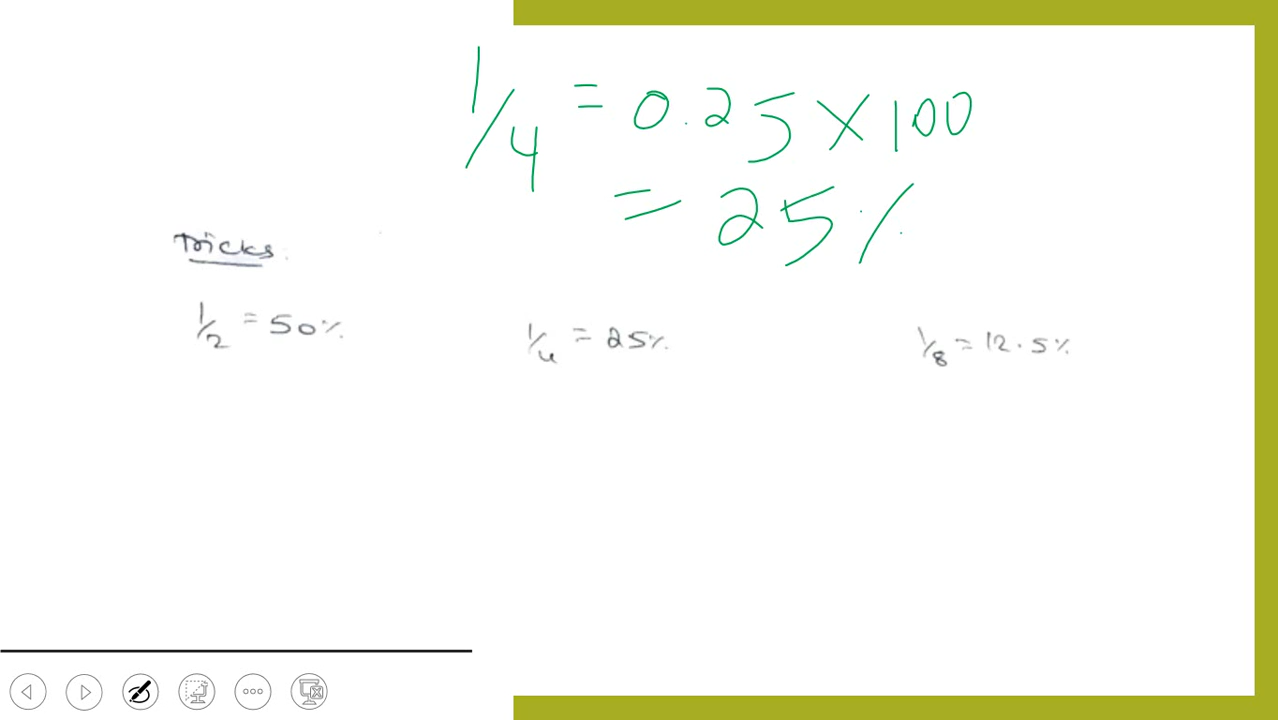 1/4 = 0.25 X 100
= 25%
Tricks.
1/2 = 50%. 1/4 = 25%. 1/8 = 12.5%